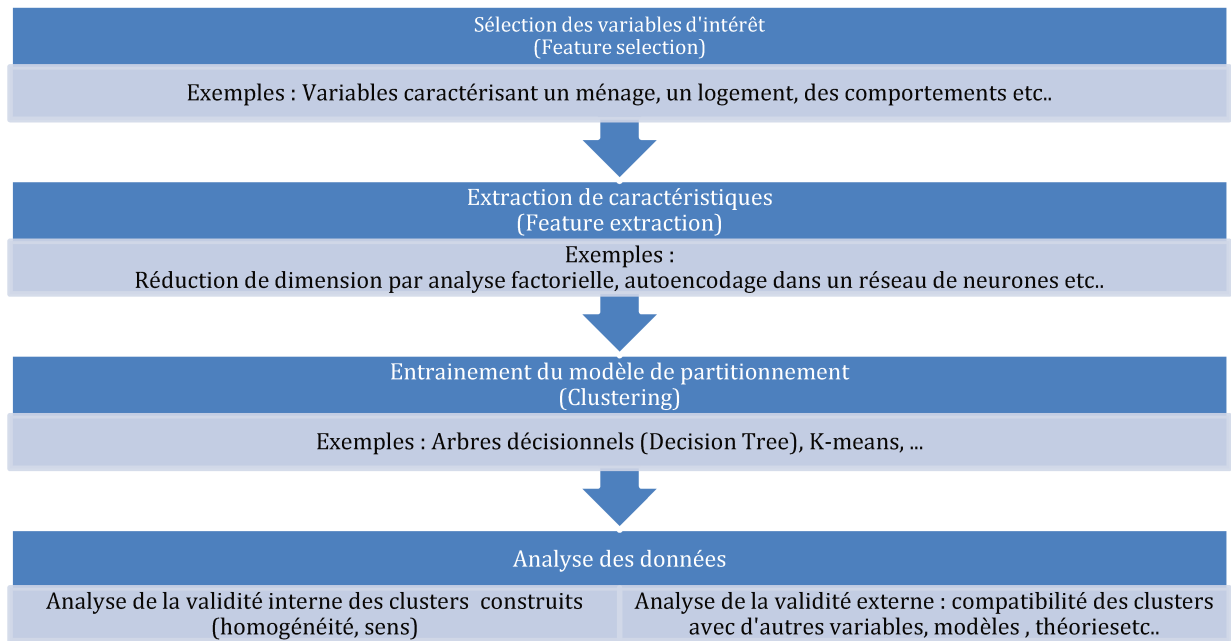 Sélection des variables d'intérêt
(Feature selection)
Exemples : Variables caractérisant un ménage, un logement, des comportements etc..
Extraction de caractéristiques
(Feature extraction)
Exemples :
Réduction de dimension par analyse factorielle, autoencodage dans un réseau de neurones etc..
Entrainement du modèle de partitionnement
(Clustering)
Exemples : Arbres décisionnels (Decision Tree), K-means, ...
Analyse des données
Analyse de la validité interne des clusters construits
(homogénéité, sens)
Analyse de la validité externe : compatibilité des clusters
avec d'autres variables, modèles , théoriesetc..